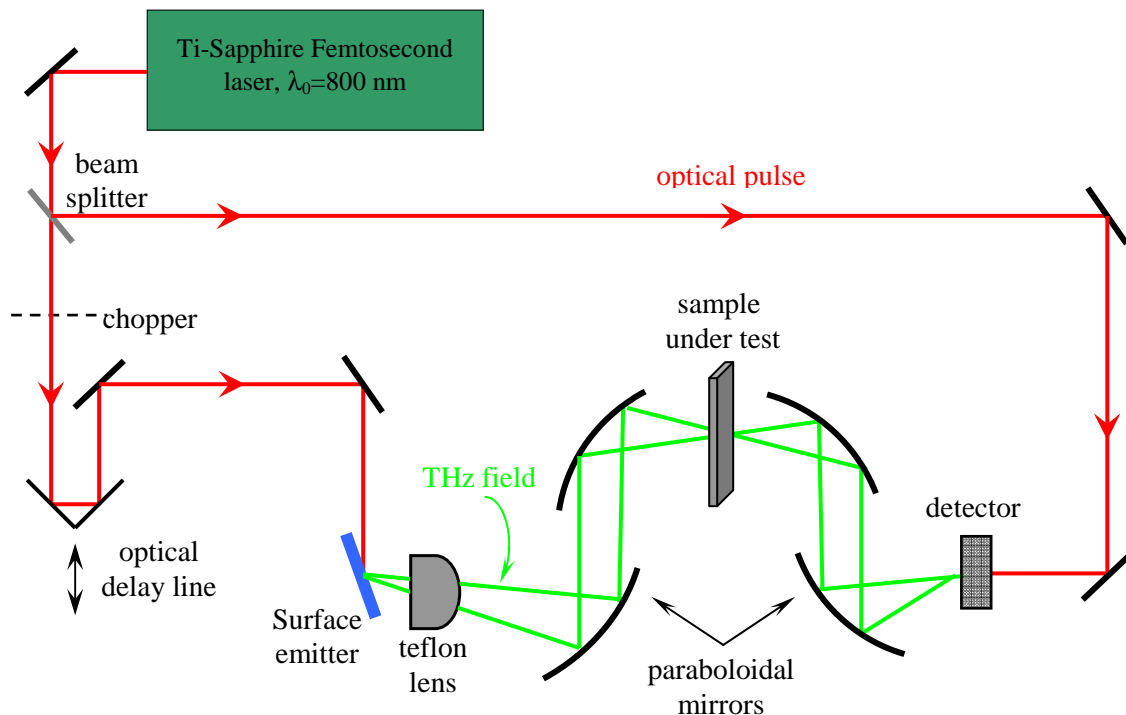 Ti-Sapphire Femtosecond
laser, λ0=800 nm
beam
splitter
optical pulse
chopper
sample
under test
THz field
detector
optical
delay line
Surface
emitter
teflon
lens
paraboloidal
mirrors